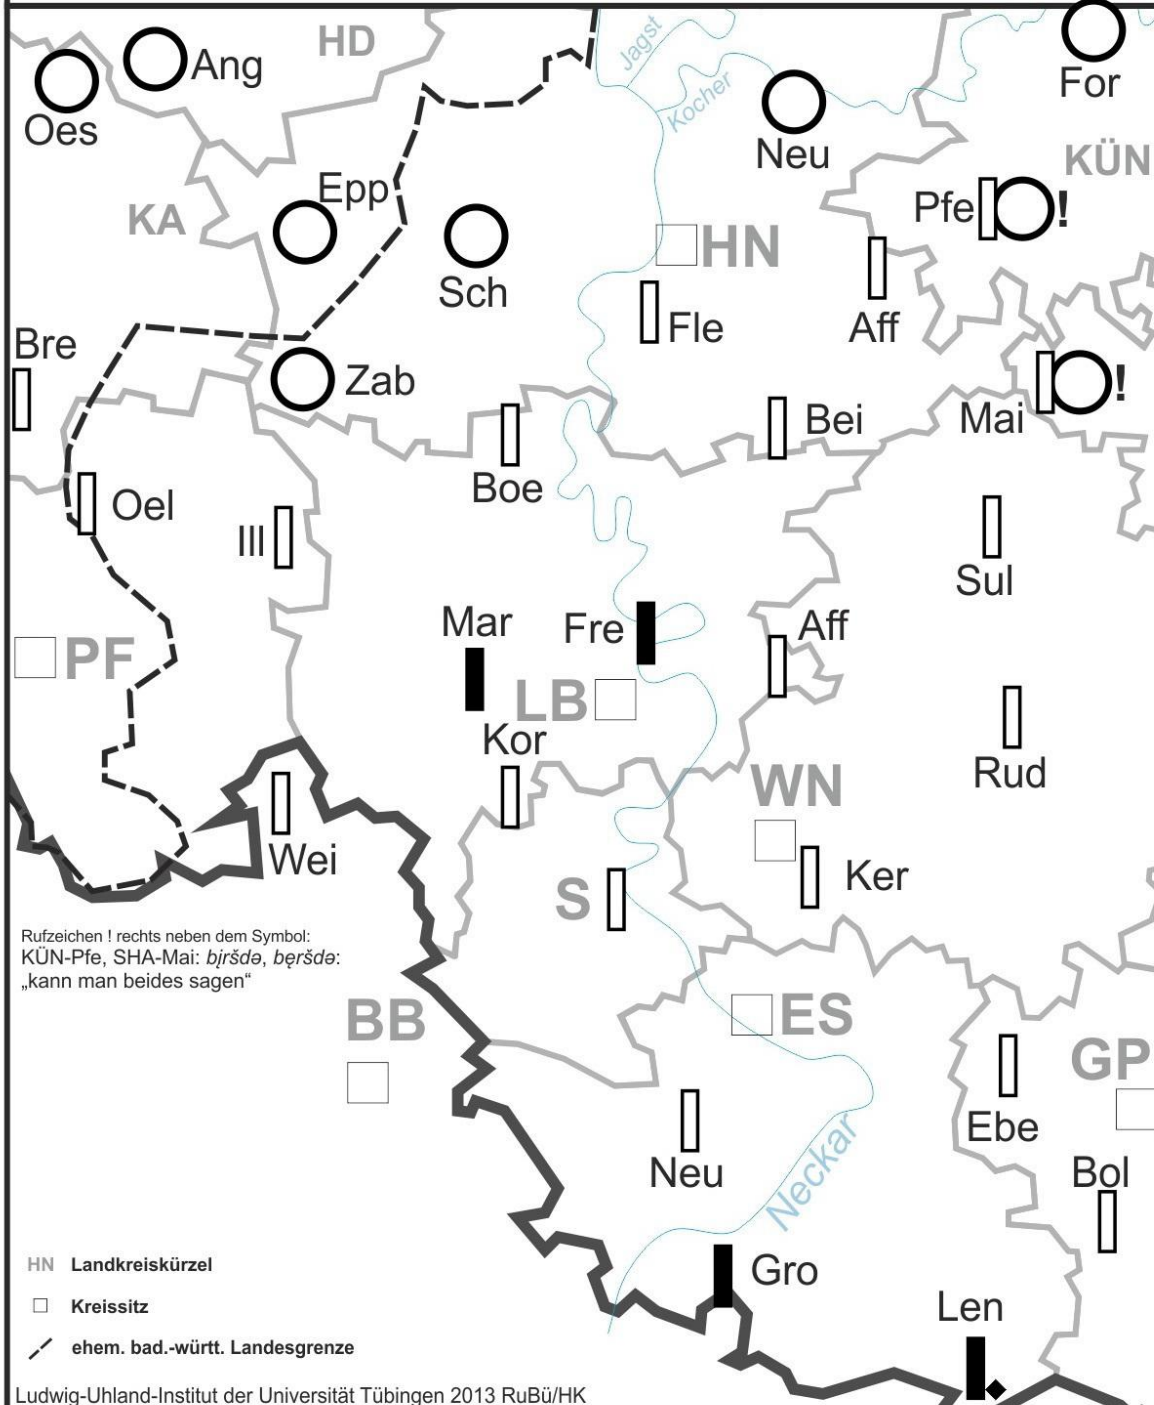 HD
Jagst
Ang
Oes
Kocher
For
Neu
KÜN
Epp
KA
Pfe
!
HN
Sch
Fle
Aff
Bre
Zab
!
Mai
Bei
Boe
Oel
Ill
Sul
Mar
Fre
Aff
PF
LB
Kor
Rud
WN
Wei
Ker
S
Rufzeichen ! rechts neben dem Symbol:
KÜN-Pfe, SHA-Mai: bįršdə, bęršdə:
„kann man beides sagen“
BB
ES
GP
Ebe
Neu
Neckar
Bol
HN Landkreiskürzel
Gro
Kreissitz
Len
ehem. bad.-württ. Landesgrenze
Ludwig-Uhland-Institut der Universität Tübingen 2013 RuBü/HK